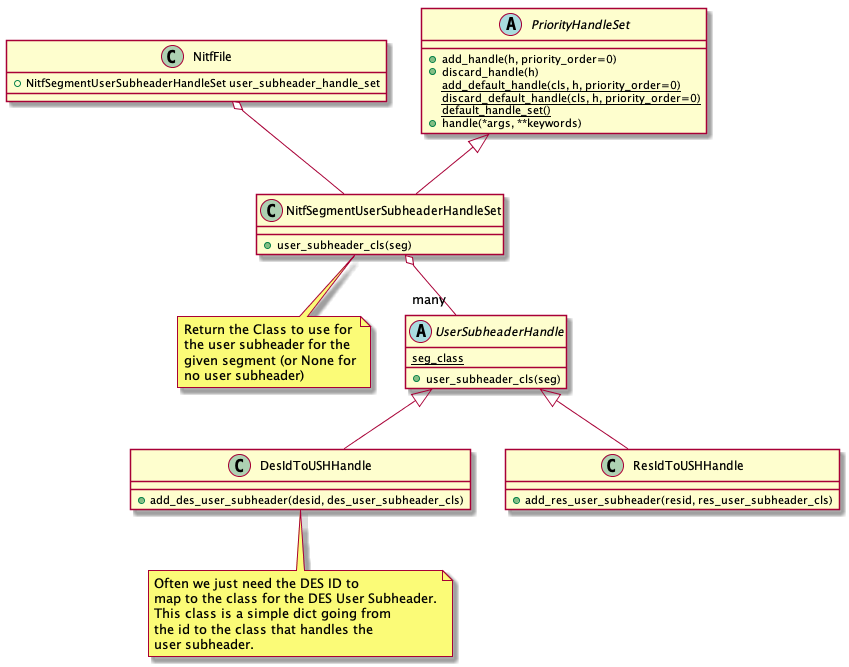 C NitfFile
NitfSegmentUserSubheaderHandleSet user_subheader_handle_set
A PriorityHandleSet
add_handle(h, priority_order=0)
discard_handle(h)
add_default_handle(cls, h, priority_order=0)
discard_default_handle(cls, h, priority_order=0)
default_handle_set()
handle(*args, **keywords)
C NitfSegmentUserSubheaderHandleSet
user_subheader_cls(seg)
many
Return the Class to use for
the user subheader for the
given segment (or None for
no user subheader)
A UserSubheaderHandle
seg_class
user_subheader_cls(seg)
C DesIdToUSHHandle
add_des_user_subheader(desid, des_user_subheader_cls)
C ResIdToUSHHandle
add_res_user_subheader(resid, res_user_subheader_cls)
Often we just need the DES ID to
map to the class for the DES User Subheader.
This class is a simple dict going from
the id to the class that handles the
user subheader.